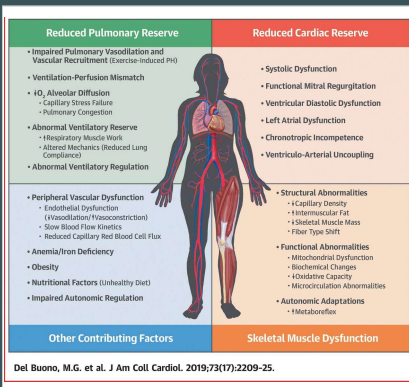 Reduced Pulmonary Reserve
• Impaired Pulmonary Vasodilation and
Vascular Recruitment (Exercise-Induced PH)
• Ventilation-Perfusion Mismatch
• ↓O₂ Alveolar Diffusion
• Capillary Stress Failure
• Pulmonary Congestion
• Abnormal Ventilatory Reserve
• ↑Respiratory Muscle Work
• Altered Mechanics (Reduced Lung
Compliance)
• Abnormal Ventilatory Regulation
Reduced Cardiac Reserve
• Systolic Dysfunction
• Functional Mitral Regurgitation
• Ventricular Diastolic Dysfunction
• Left Atrial Dysfunction
• Chronotropic Incompetence
• Ventriculo-Arterial Uncoupling
• Peripheral Vascular Dysfunction
• Endothelial Dysfunction
(↓Vasodilation/↑Vasoconstriction)
• Slow Blood Flow Kinetics
• Reduced Capillary Red Blood Cell Flux
• Anemia/Iron Deficiency
• Obesity
• Nutritional Factors (Unhealthy Diet)
• Impaired Autonomic Regulation
Other Contributing Factors
• Structural Abnormalities
• ↓Capillary Density
• ↑Intermuscular Fat
• ↓Skeletal Muscle Mass
• Fiber Type Shift
• Functional Abnormalities
• Mitochondrial Dysfunction
• Biochemical Changes
• ↓Oxidative Capacity
• Microcirculation Abnormalities
• Autonomic Adaptations
• ↑Metaboreflex
Skeletal Muscle Dysfunction
Del Buono, M.G. et al. J Am Coll Cardiol. 2019;73(17):2209-25.